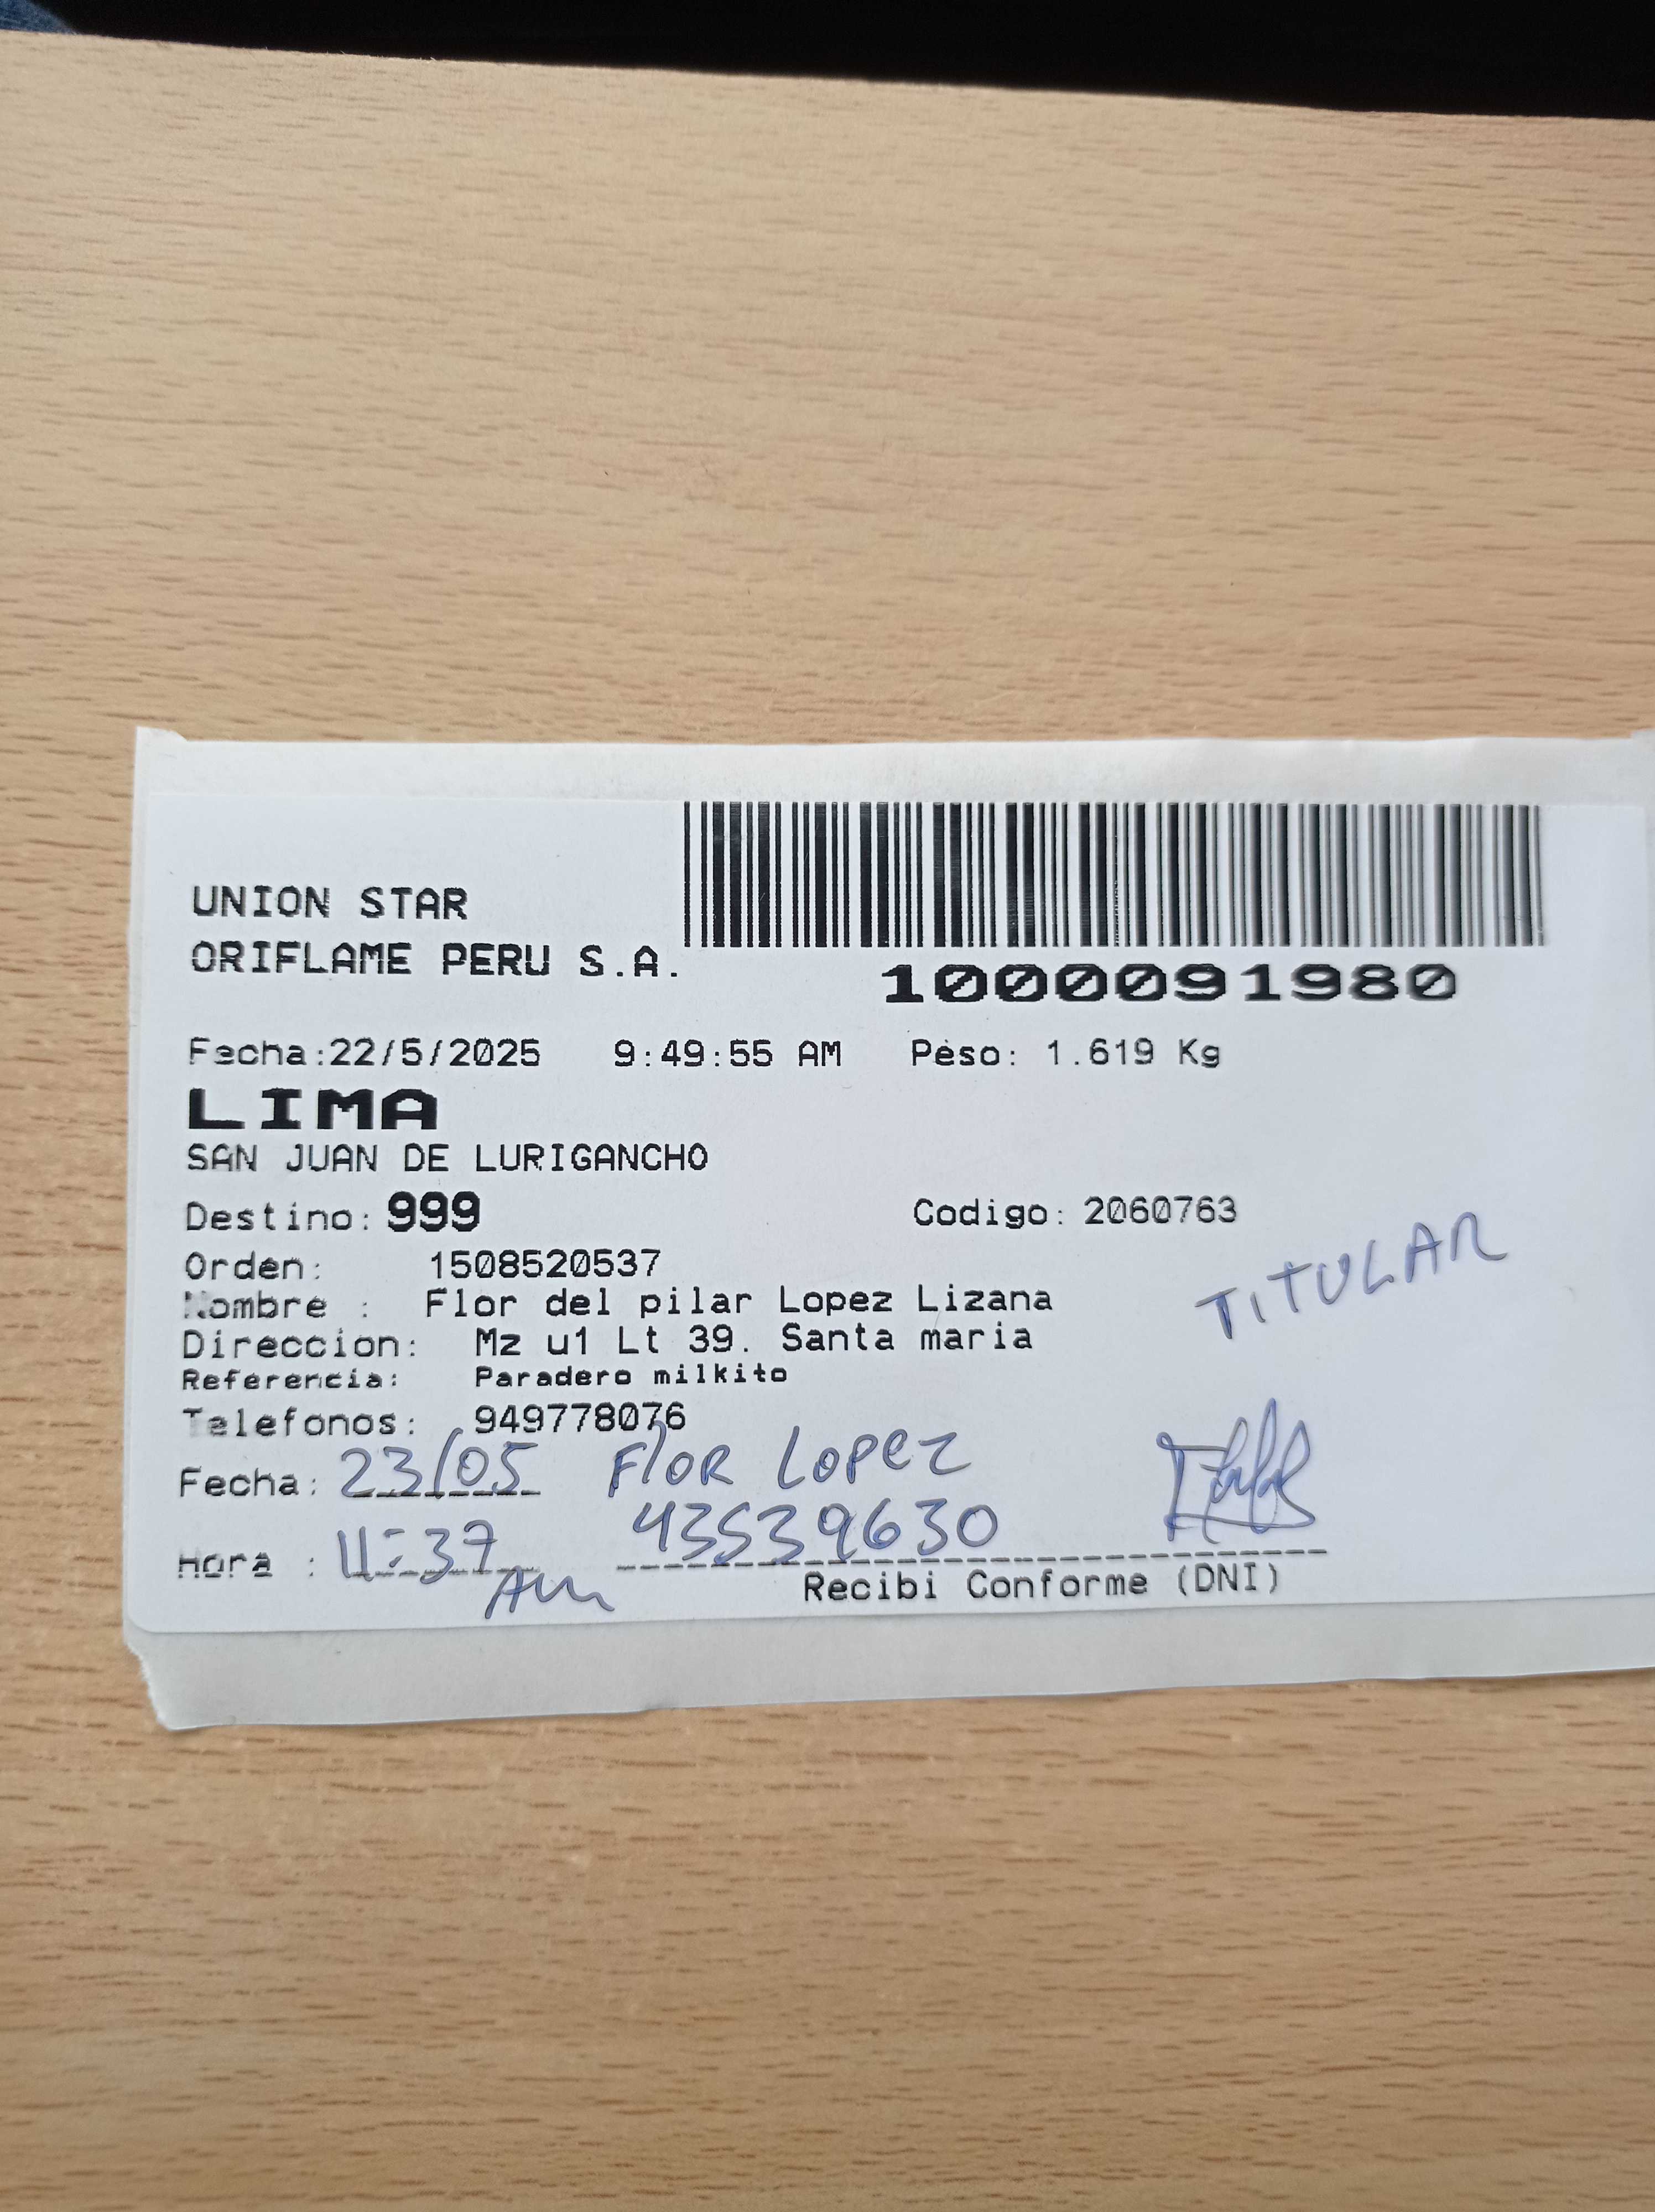 UNION STAR
ORIFLAME PERU S.A.
1000091980
Fecha:22/5/2025 9:49:55 AM Peso: 1.619 Kg
LIMA
SAN JUAN DE LURIGANCHO
Destino: 999 Codigo: 2060763
Orden: 1508520537
Nombre : Flor del pilar Lopez Lizana
TITULAR
Direccion: Mz u1 Lt 39. Santa maria
Referencia: Paradero milkito
Telefonos: 949778076
Fecha: 23/05 Flor Lopez
43539630
Hora : 11:37 Am
Recibi Conforme (DNI)